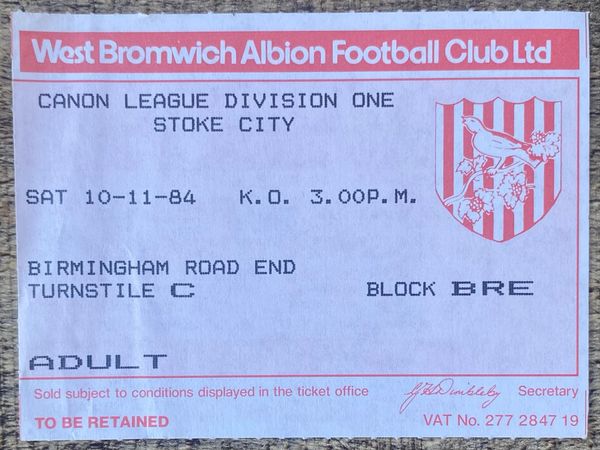 West Bromwich Albion Football Club Ltd
CANON LEAGUE DIVISION ONE
STOKE CITY
SAT 10-11-84 K.O. 3.00P.M.
BIRMINGHAM ROAD END
TURNSTILE C BLOCK BRE
ADULT
Sold subject to conditions displayed in the ticket office Secretary
TO BE RETAINED VAT No. 277 2847 19